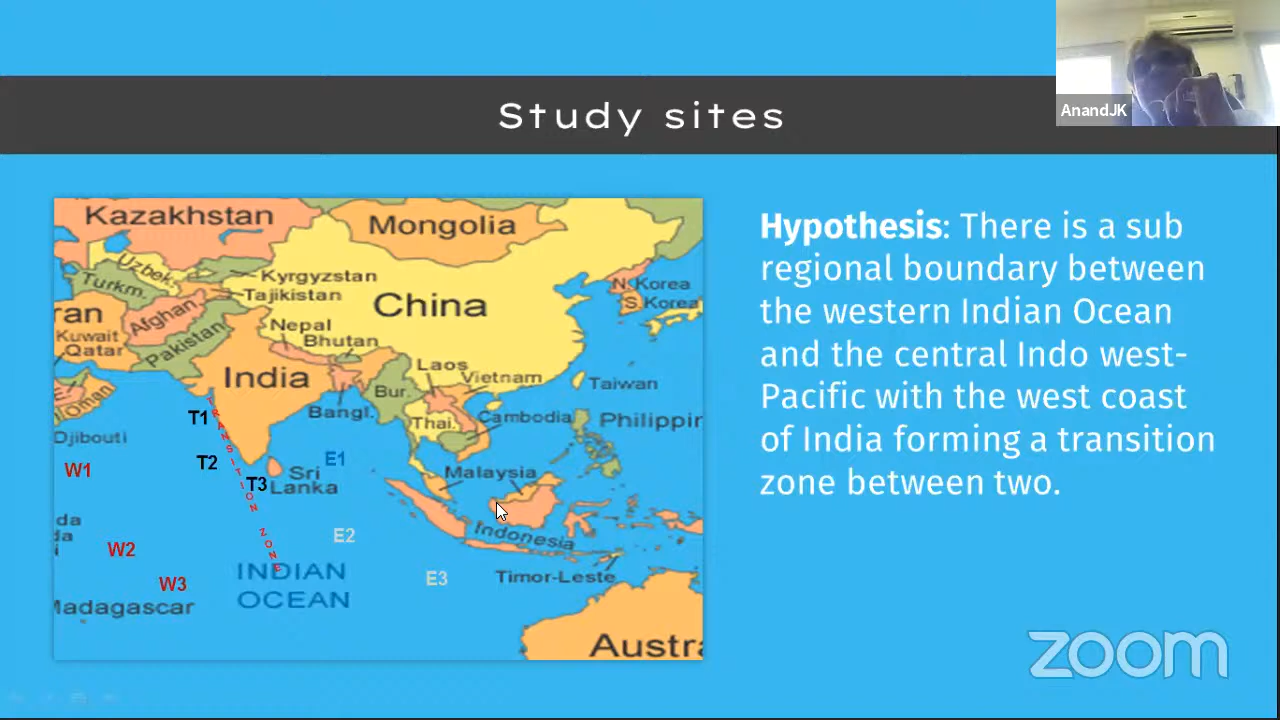 AnandJK
Study sites
Kazakhstan
Mongolia
Uzbek.
Turkm.
Kyrgyzstan
Tajikistan
N. Korea
S. Korea
China
ran
Afghan.
Kuwait
Qatar
Pakistan
Nepal
Bhutan
Laos
Vietnam
India
Taiwan
Bur.
Oman
Bangl.
Thai.
Cambodia
Philippin
T1
Djibouti
TRANSITION ZONE
W1
T2
E1
Sri
Lanka
Malaysia
T3
da
da
i
W2
E2
Indonesia
W3
INDIAN
OCEAN
E3
Timor-Leste
Madagascar
Austra
Hypothesis: There is a sub
regional boundary between
the western Indian Ocean
and the central Indo west-
Pacific with the west coast
of India forming a transition
zone between two.
zoom